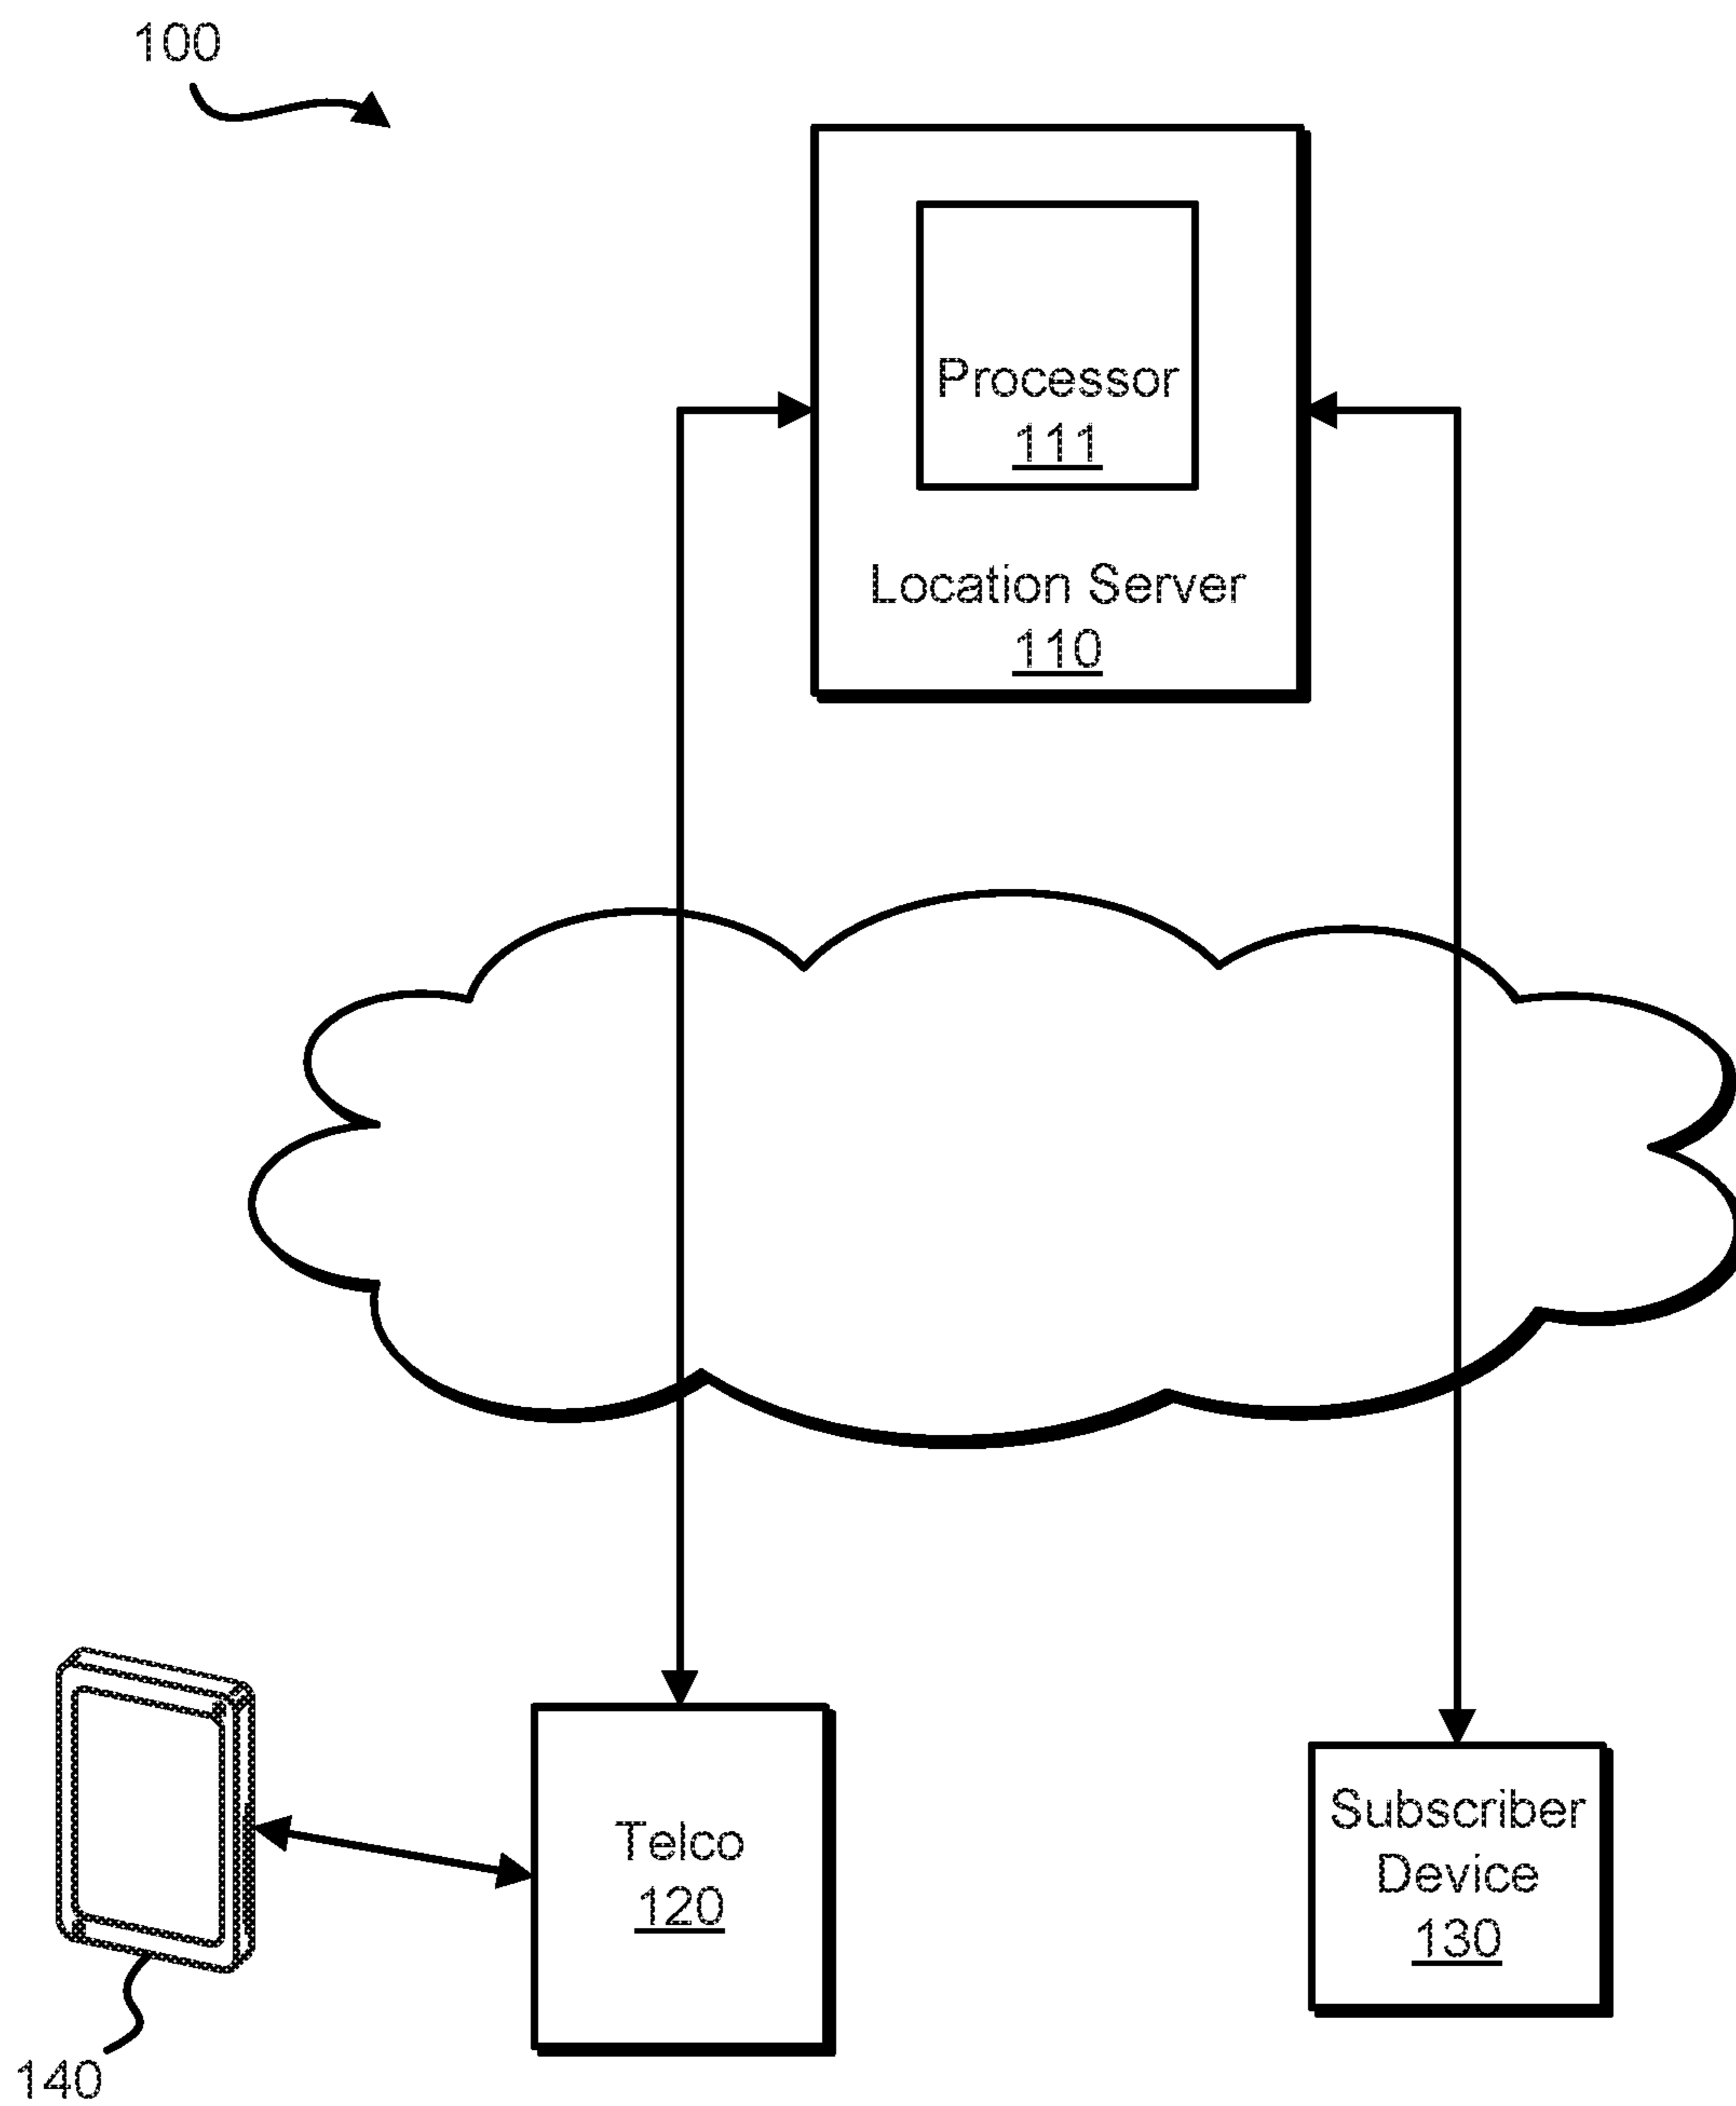 100
Processor
111
Location Server
110
Telco
120
Subscriber
Device
130
140